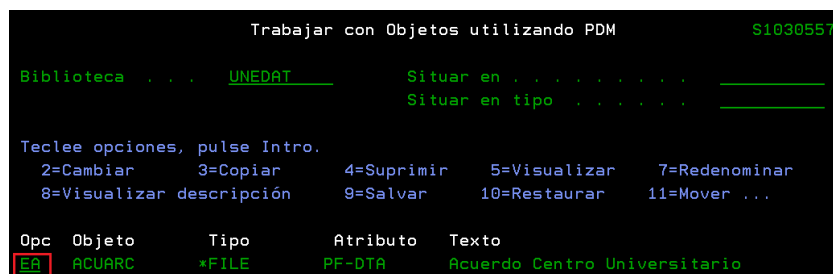 Trabajar con Objetos utilizando PDM S1030557
Biblioteca . . . UNEDAT Situar en . . . . . . . . .
Situar en tipo . . . . . .
Teclee opciones, pulse Intro.
2=Cambiar 3=Copiar 4=Suprimir 5=Visualizar 7=Redenominar
8=Visualizar descripción 9=Salvar 10=Restaurar 11=Mover ...
Opc Objeto Tipo Atributo Texto
EA ACUARC *FILE PF-DTA Acuerdo Centro Universitario